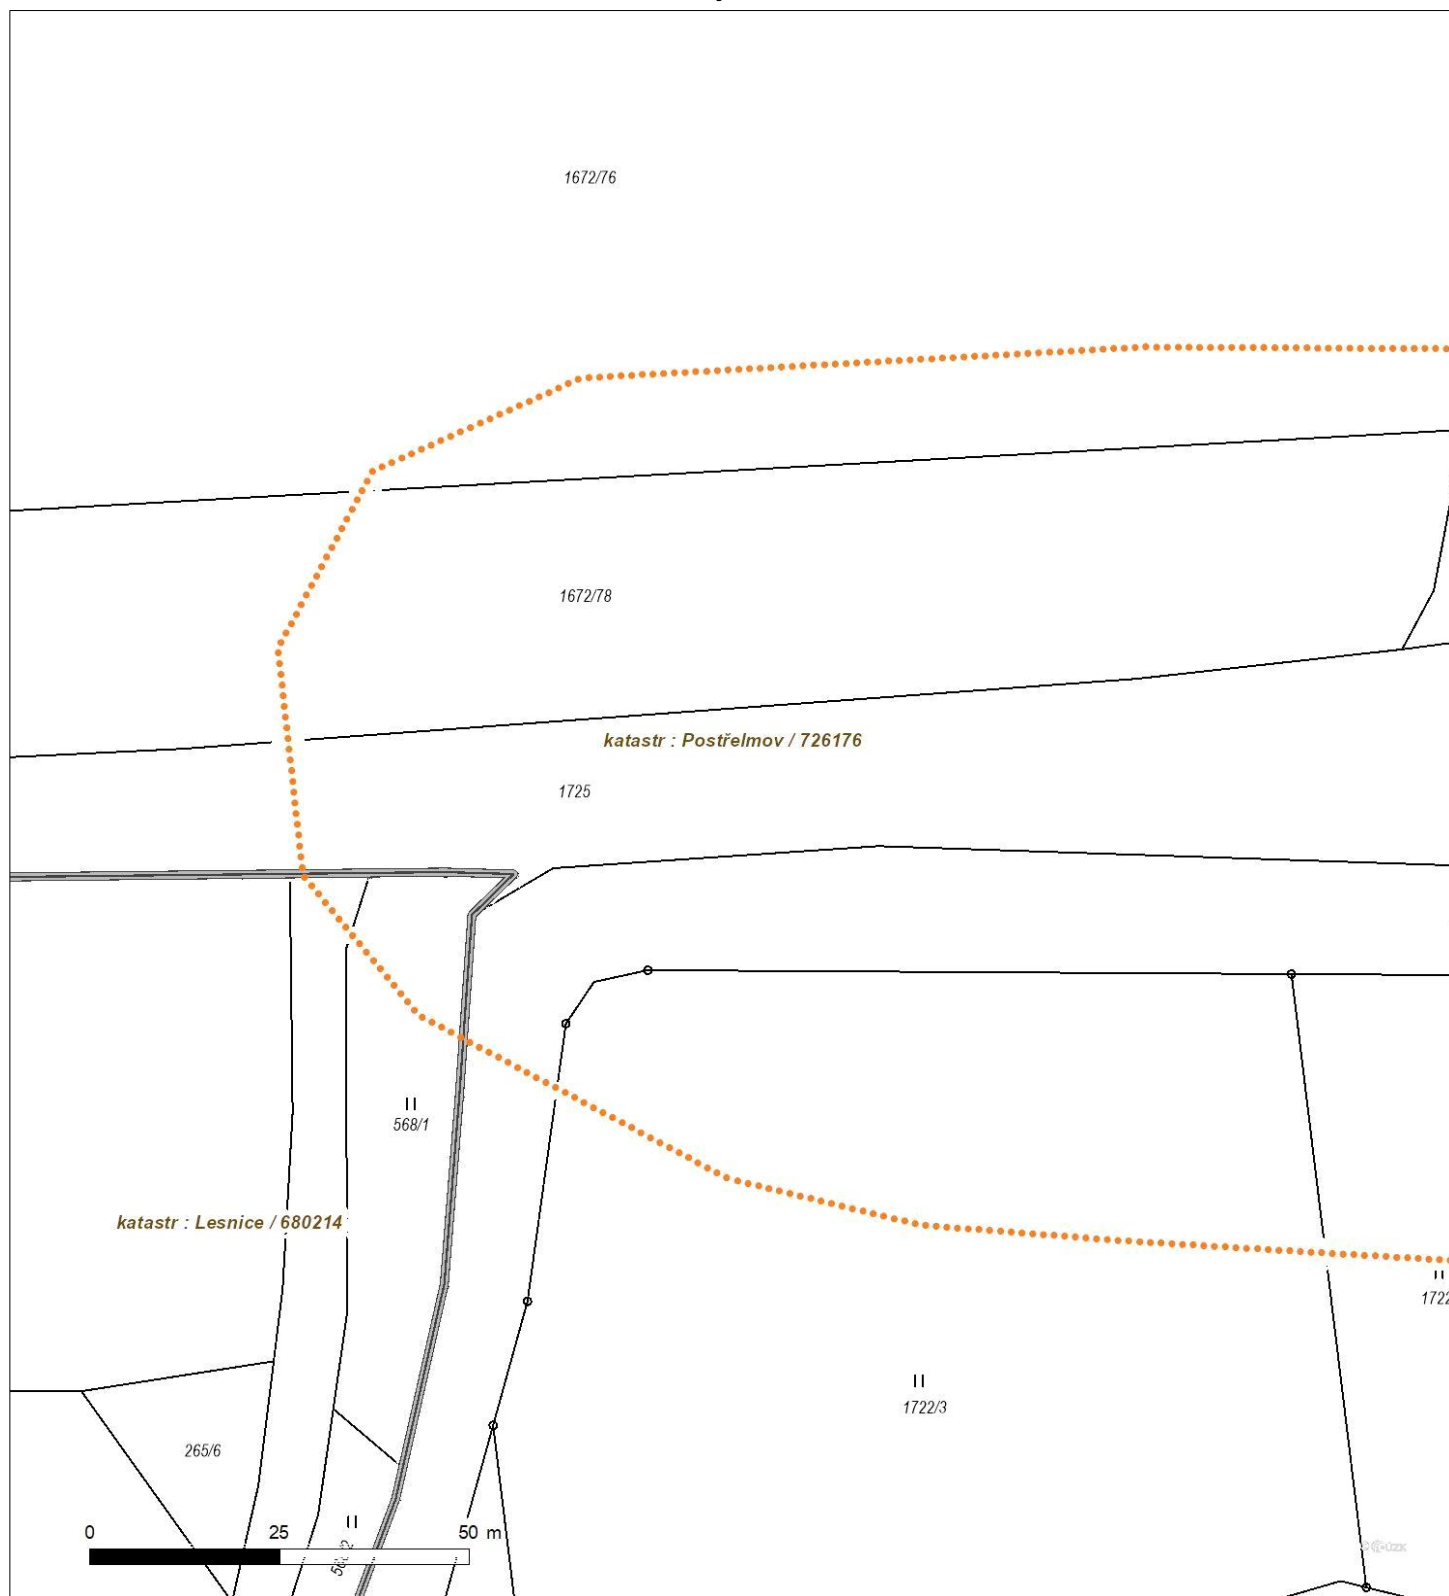 1672/76
1672/78
katastr : Postřelmov / 726176
1725
568/1
katastr : Lesnice / 680214
1722/3
265/6
0 25 50 m